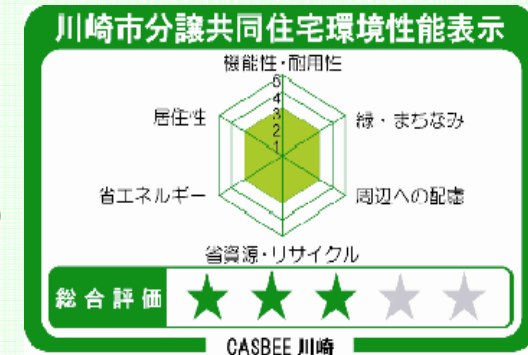 川崎市分譲共同住宅環境性能表示
機能性・耐用性
5
4
3
2
1
居住性
緑・まちなみ
省エネルギー
周辺への配慮
省資源・リサイクル
総合評価
CASBEE 川崎